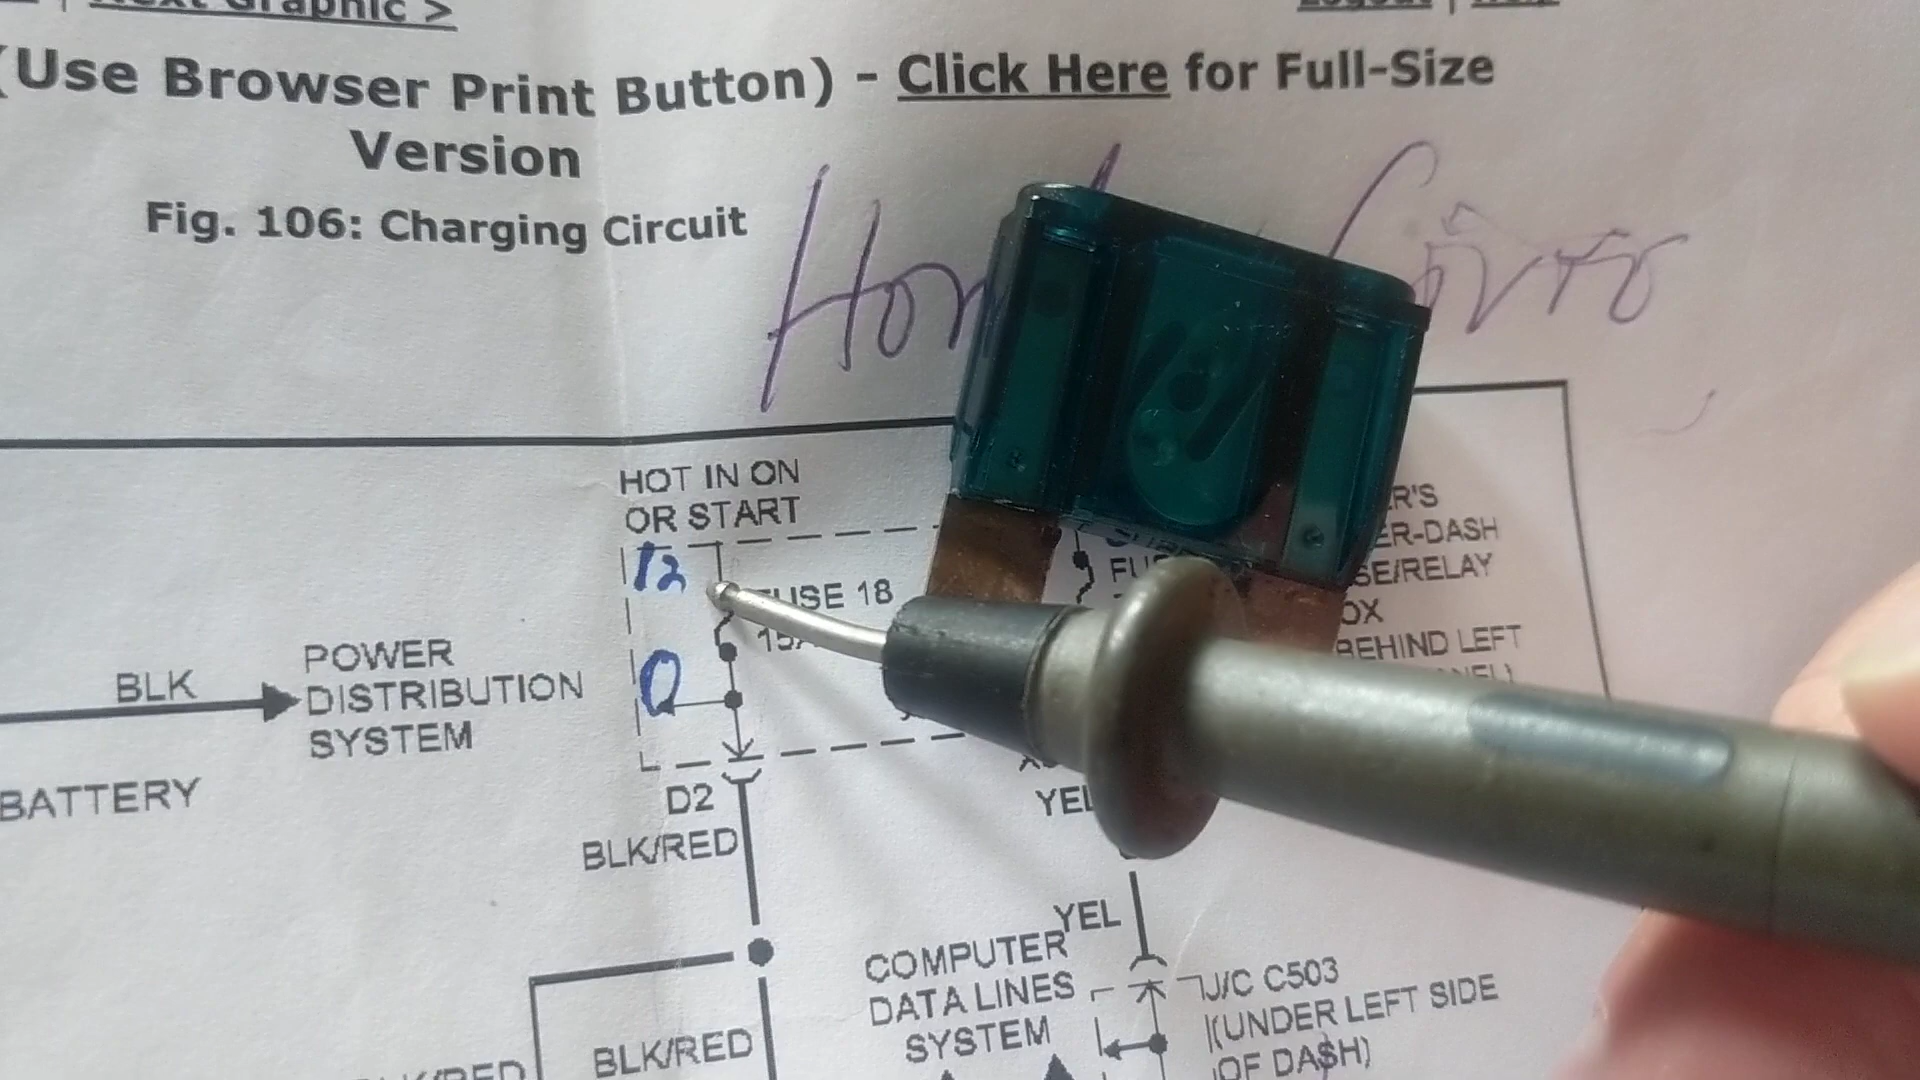 (Use Browser Print Button) - Click Here for Full-Size
Version
Fig. 106: Charging Circuit
HOT IN ON
OR START
12
FUSE 18
0
BLK
POWER
DISTRIBUTION
SYSTEM
BATTERY
D2
BLK/RED
BLK/RED
BEHIND LEFT
YEL
YEL
COMPUTER
DATA LINES
SYSTEM
J/C C503
(UNDER LEFT SIDE
OF DASH)